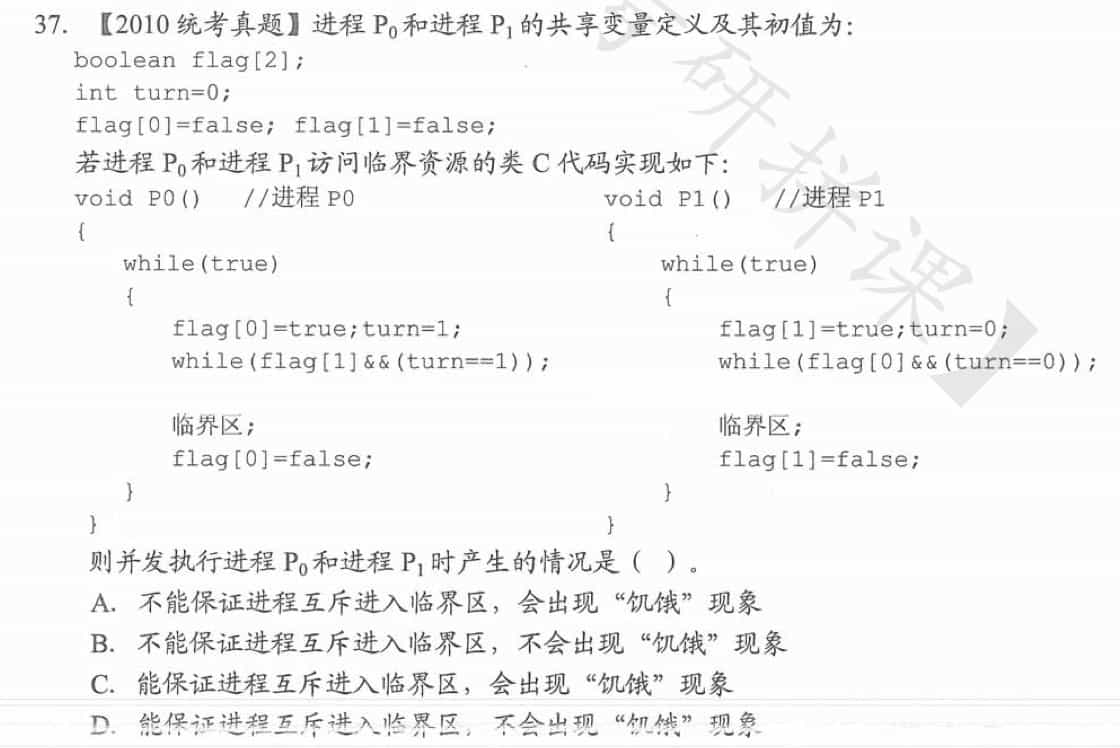 37. 【2010 统考真题】进程 P0 和进程 P1 的共享变量定义及其初值为：
boolean flag[2];
int turn=0;
flag[0]=false; flag[1]=false;
若进程 P0 和进程 P1 访问临界资源的类 C 代码实现如下：
void P0() //进程 P0 void P1() //进程 P1
{ {
while(true) while(true)
{ {
flag[0]=true;turn=1; flag[1]=true;turn=0;
while(flag[1]&&(turn==1)); while(flag[0]&&(turn==0));
临界区; 临界区;
flag[0]=false; flag[1]=false;
} }
} }
则并发执行进程 P0 和进程 P1 时产生的情况是（ ）。
A. 不能保证进程互斥进入临界区，会出现“饥饿”现象
B. 不能保证进程互斥进入临界区，不会出现“饥饿”现象
C. 能保证进程互斥进入临界区，会出现“饥饿”现象
D. 能保证进程互斥进入临界区，不会出现“饥饿”现象
研拼课】